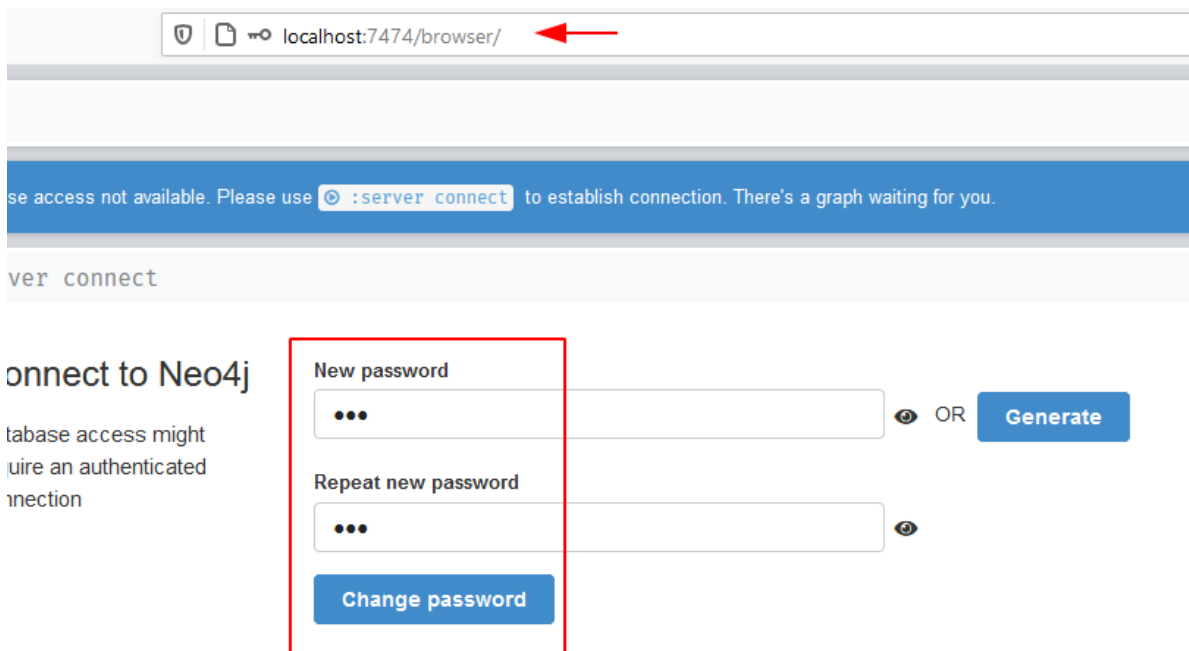 localhost:7474/browser/
se access not available. Please use :server connect to establish connection. There's a graph waiting for you.
ver connect
onnect to Neo4j
tabase access might
uire an authenticated
nnection
New password
•••
OR
Generate
Repeat new password
•••
Change password